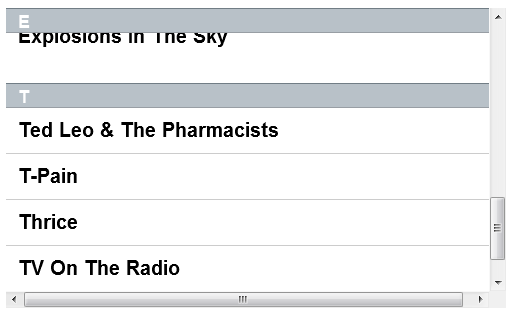 E
Explosions In The Sky
T
Ted Leo & The Pharmacists
T-Pain
Thrice
TV On The Radio